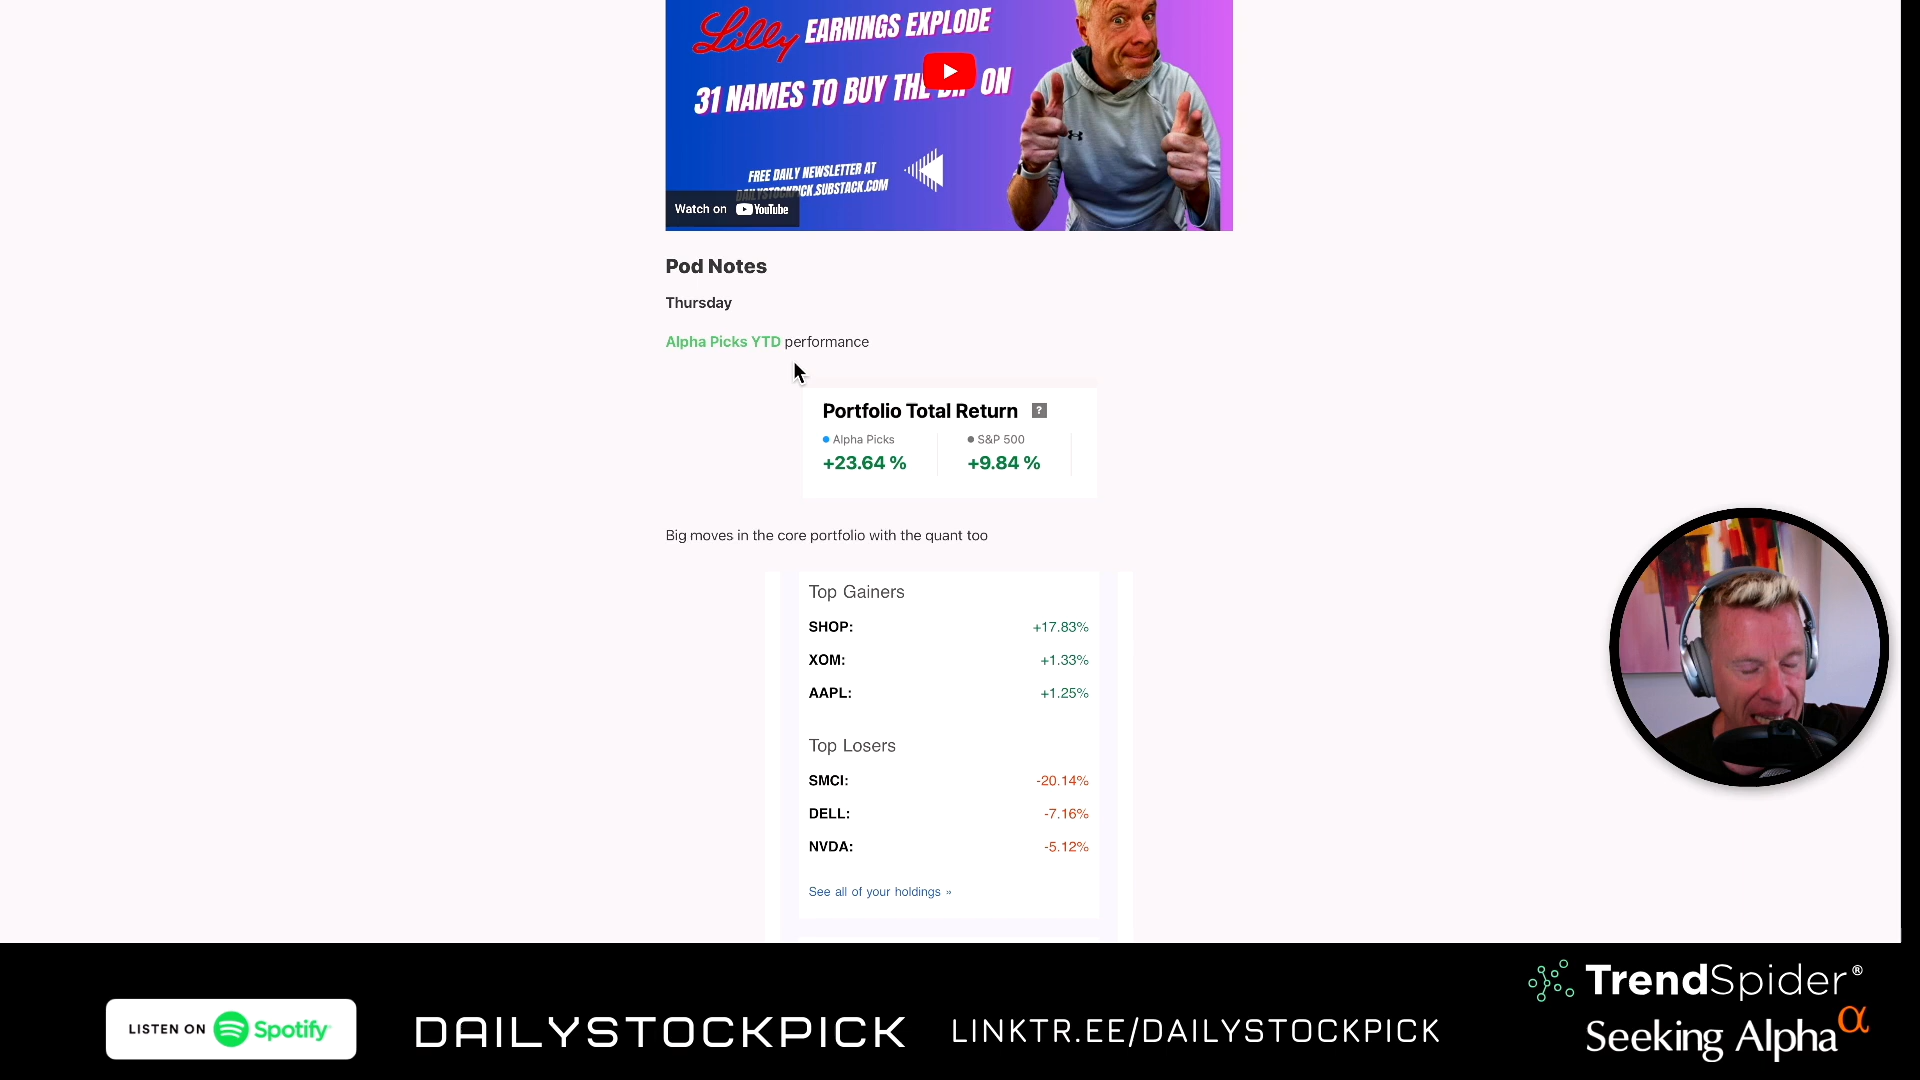 Lilly EARNINGS EXPLODE
31 NAMES TO BUY THE ON
FREE DAILY NEWSLETTER AT
DAILYSTOCKPICK.SUBSTACK.COM
Watch on YouTube
Pod Notes
Thursday
Alpha Picks YTD performance
Portfolio Total Return ?
Alpha Picks S&P 500
+23.64 % +9.84 %
Big moves in the core portfolio with the quant too
Top Gainers
SHOP: +17.83%
XOM: +1.33%
AAPL: +1.25%
Top Losers
SMCI: -20.14%
DELL: -7.16%
NVDA: -5.12%
See all of your holdings »
LISTEN ON Spotify
DAILYSTOCKPICK
LINKTR.EE/DAILYSTOCKPICK
TrendSpider®
Seeking Alpha α